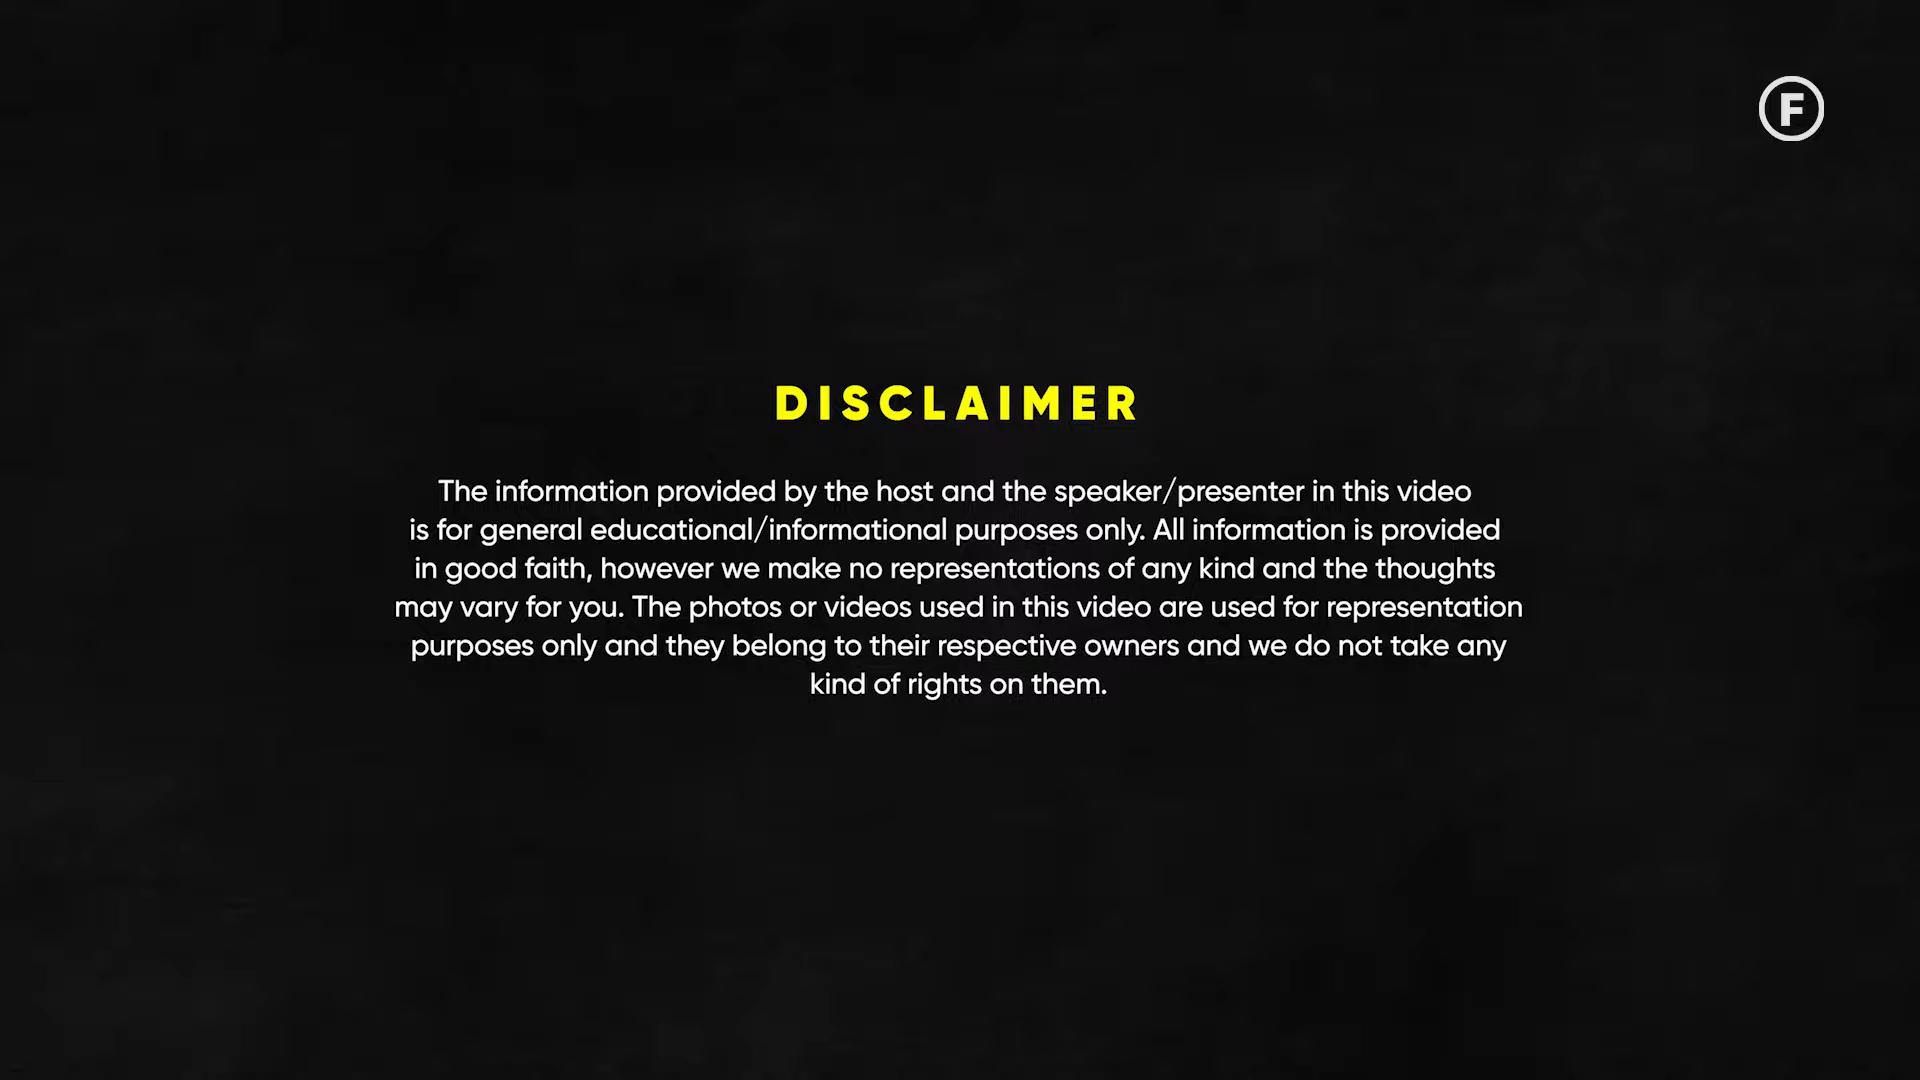 F
DISCLAIMER
The information provided by the host and the speaker/presenter in this video
is for general educational/informational purposes only. All information is provided
in good faith, however we make no representations of any kind and the thoughts
may vary for you. The photos or videos used in this video are used for representation
purposes only and they belong to their respective owners and we do not take any
kind of rights on them.